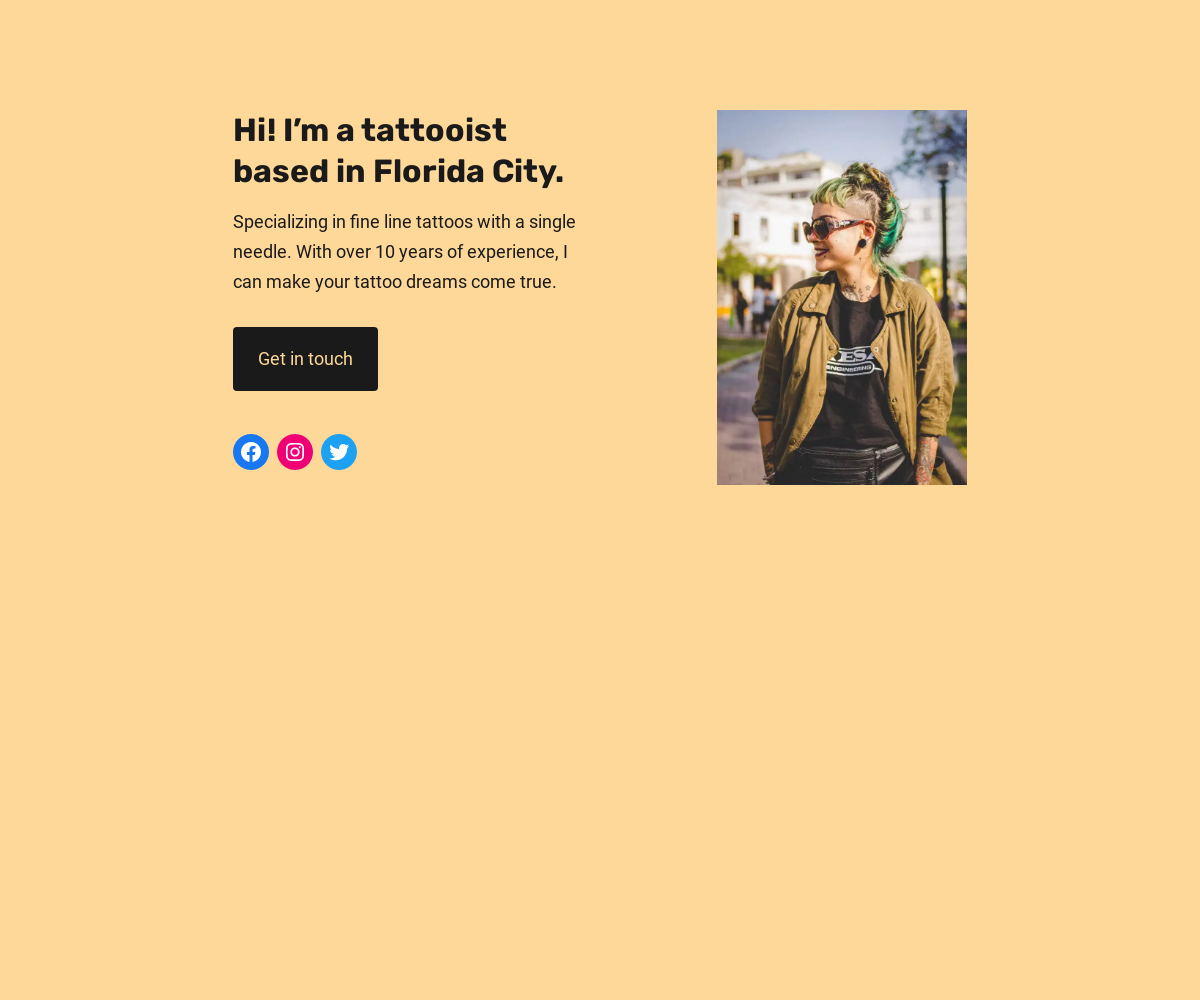 Hi! I’m a tattooist
based in Florida City.
Specializing in fine line tattoos with a single
needle. With over 10 years of experience, I
can make your tattoo dreams come true.
Get in touch
ENGINEERING